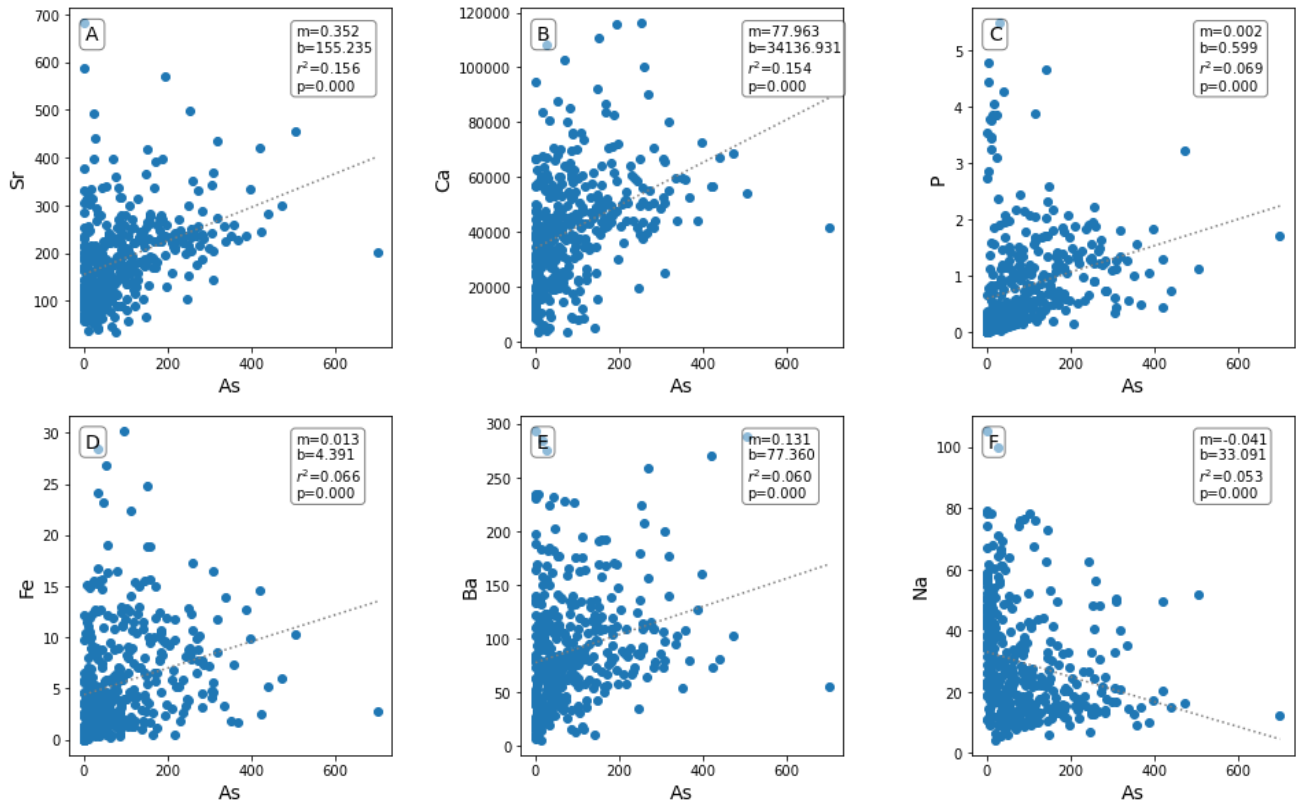 A
m=0.352
b=155.235
r²=0.156
p=0.000
700
600
500
400
300
200
100
Sr
0 200 400 600
As
B
m=77.963
b=34136.931
r²=0.154
p=0.000
120000
100000
80000
60000
40000
20000
0
Ca
0 200 400 600
As
C
m=0.002
b=0.599
r²=0.069
p=0.000
5
4
3
2
1
0
P
0 200 400 600
As
D
m=0.013
b=4.391
r²=0.066
p=0.000
30
25
20
15
10
5
0
Fe
0 200 400 600
As
E
m=0.131
b=77.360
r²=0.060
p=0.000
300
250
200
150
100
50
0
Ba
0 200 400 600
As
F
m=-0.041
b=33.091
r²=0.053
p=0.000
100
80
60
40
20
0
Na
0 200 400 600
As